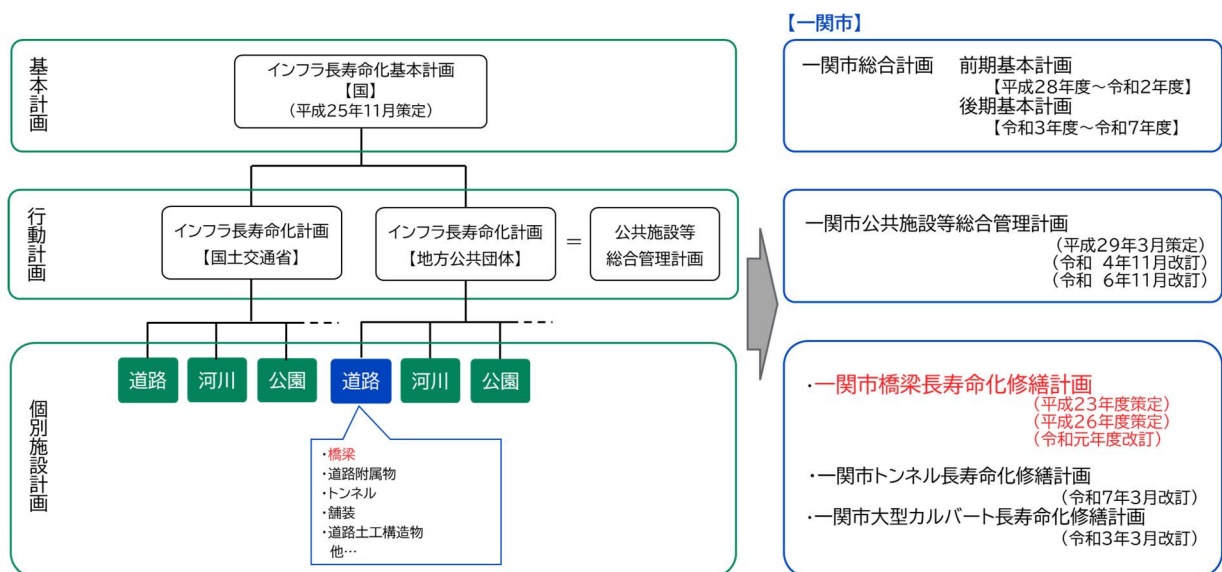 【一関市】
基本計画
インフラ長寿命化基本計画
【国】
(平成25年11月策定)
一関市総合計画 前期基本計画
【平成28年度～令和2年度】
後期基本計画
【令和3年度～令和7年度】
行動計画
インフラ長寿命化計画
【国土交通省】
インフラ長寿命化計画
【地方公共団体】
＝
公共施設等
総合管理計画
一関市公共施設等総合管理計画
(平成29年3月策定)
(令和 4年11月改訂)
(令和 6年11月改訂)
個別施設計画
道路
河川
公園
道路
河川
公園
・橋梁
・道路附属物
・トンネル
・舗装
・道路土工構造物
他…
・一関市橋梁長寿命化修繕計画
(平成23年度策定)
(平成26年度策定)
(令和元年度改訂)
・一関市トンネル長寿命化修繕計画
(令和7年3月改訂)
・一関市大型カルバート長寿命化修繕計画
(令和3年3月改訂)